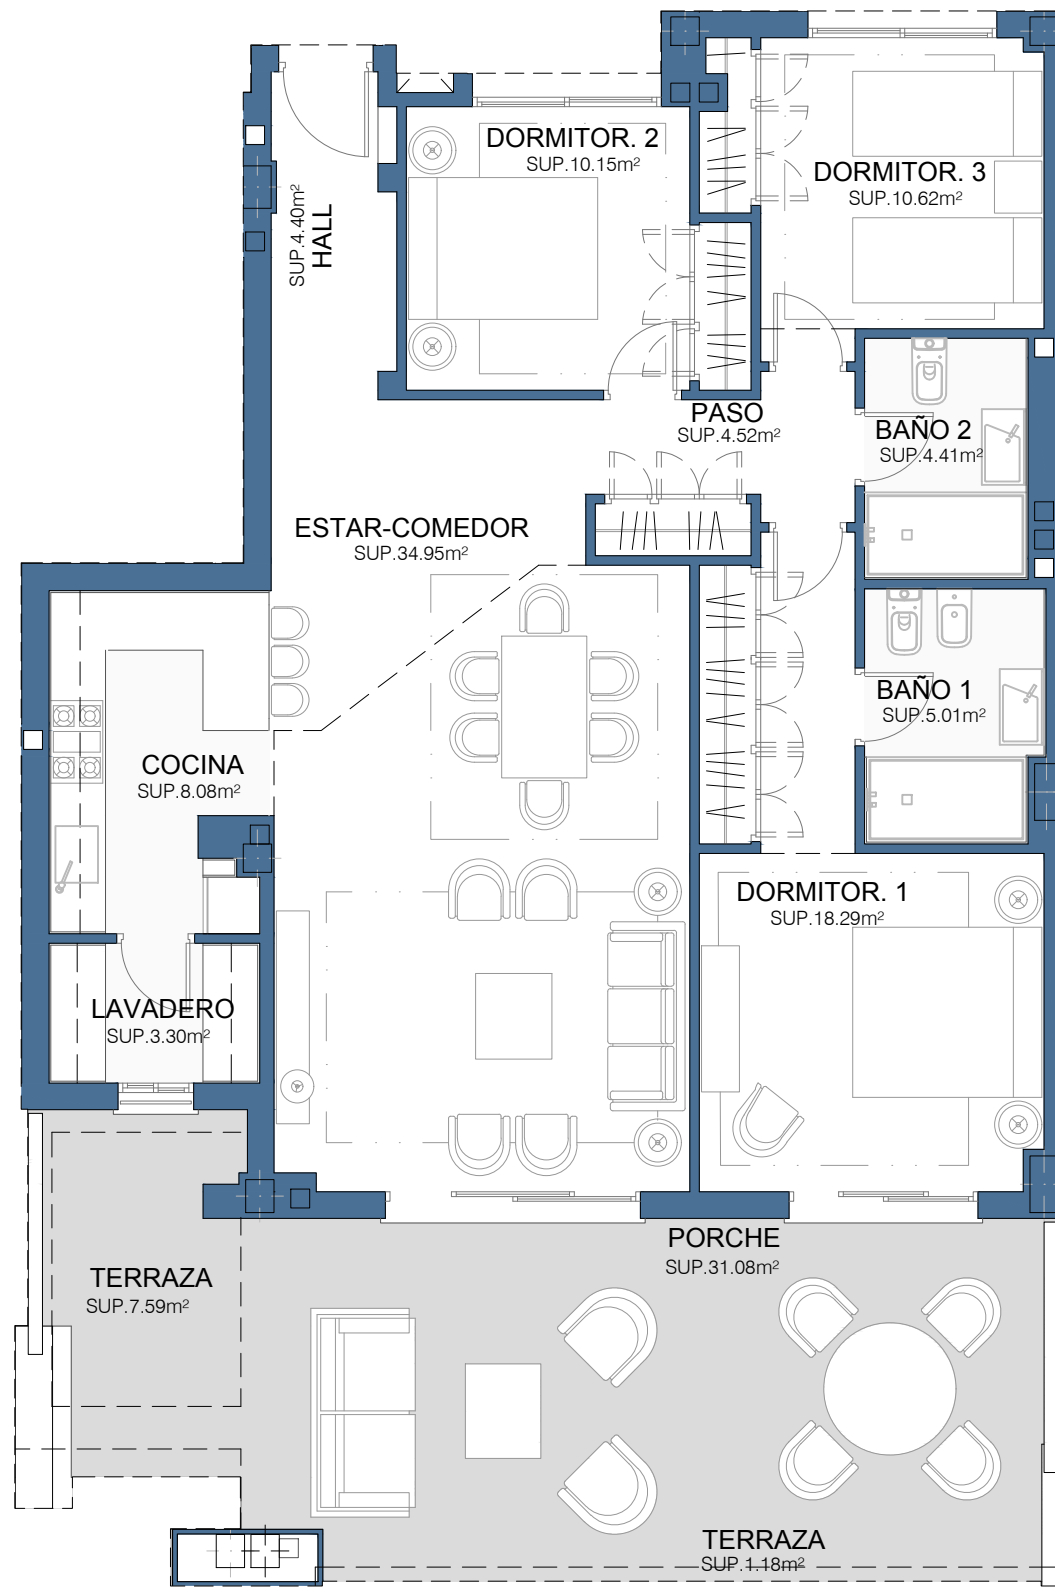 DORMITOR. 2
SUP.10.15m²
DORMITOR. 3
SUP.10.62m²
HALL
SUP.4.40m²
PASO
SUP.4.52m²
BAÑO 2
SUP.4.41m²
ESTAR-COMEDOR
SUP.34.95m²
BAÑO 1
SUP.5.01m²
COCINA
SUP.8.08m²
DORMITOR. 1
SUP.18.29m²
LAVADERO
SUP.3.30m²
PORCHE
SUP.31.08m²
TERRAZA
SUP.7.59m²
TERRAZA
SUP.1.18m²